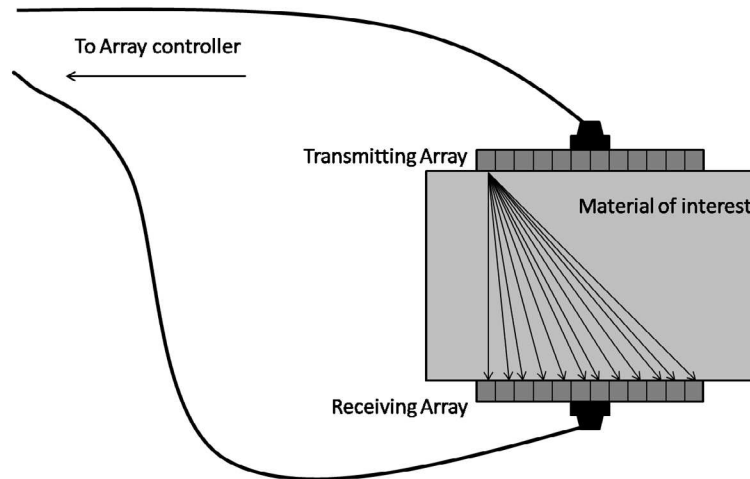 To Array controller
Transmitting Array
Material of interest
Receiving Array